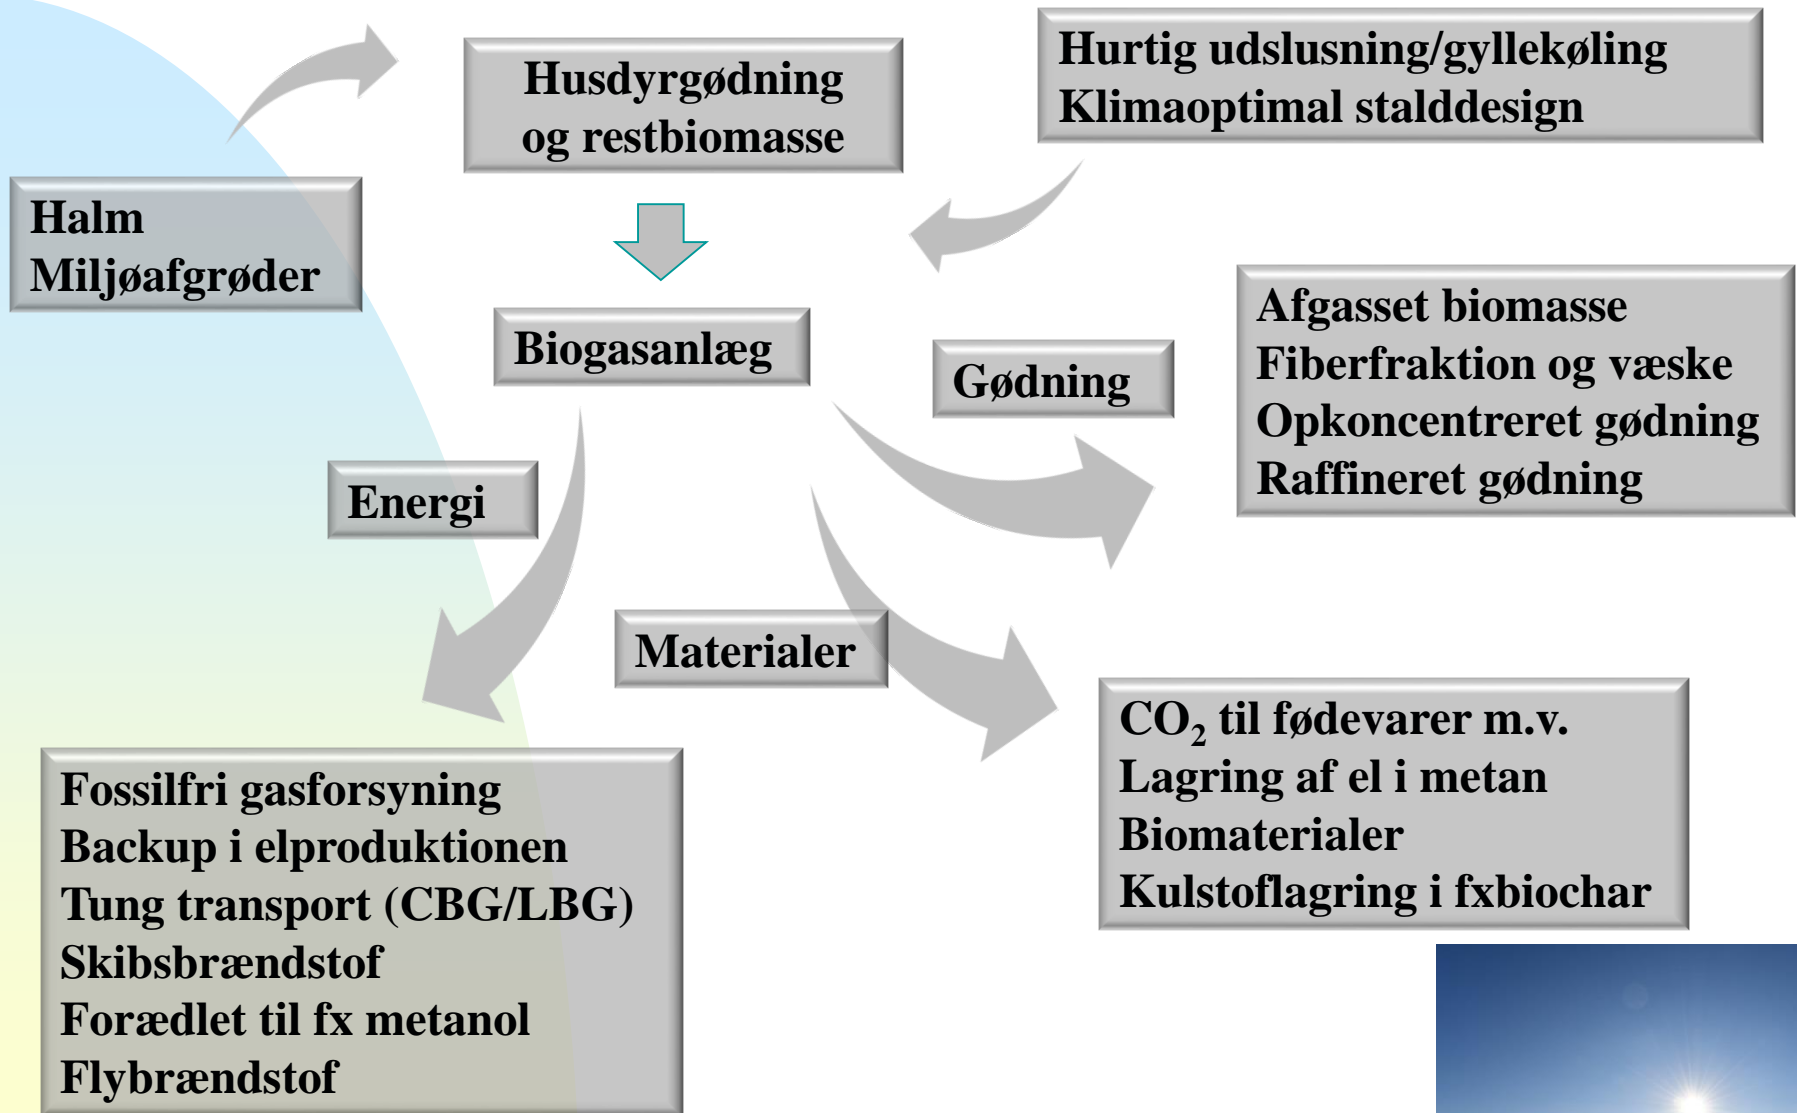 Husdyrgødning
og restbiomasse
Hurtig udslusning/gyllekøling
Klimaoptimal stalddesign
Halm
Miljøafgrøder
Biogasanlæg
Gødning
Afgasset biomasse
Fiberfraktion og væske
Opkoncentreret gødning
Raffineret gødning
Energi
Materialer
CO₂ til fødevarer m.v.
Lagring af el i metan
Biomaterialer
Kulstoflagring i fxbiochar
Fossilfri gasforsyning
Backup i elproduktionen
Tung transport (CBG/LBG)
Skibsbrændstof
Forædlet til fx metanol
Flybrændstof